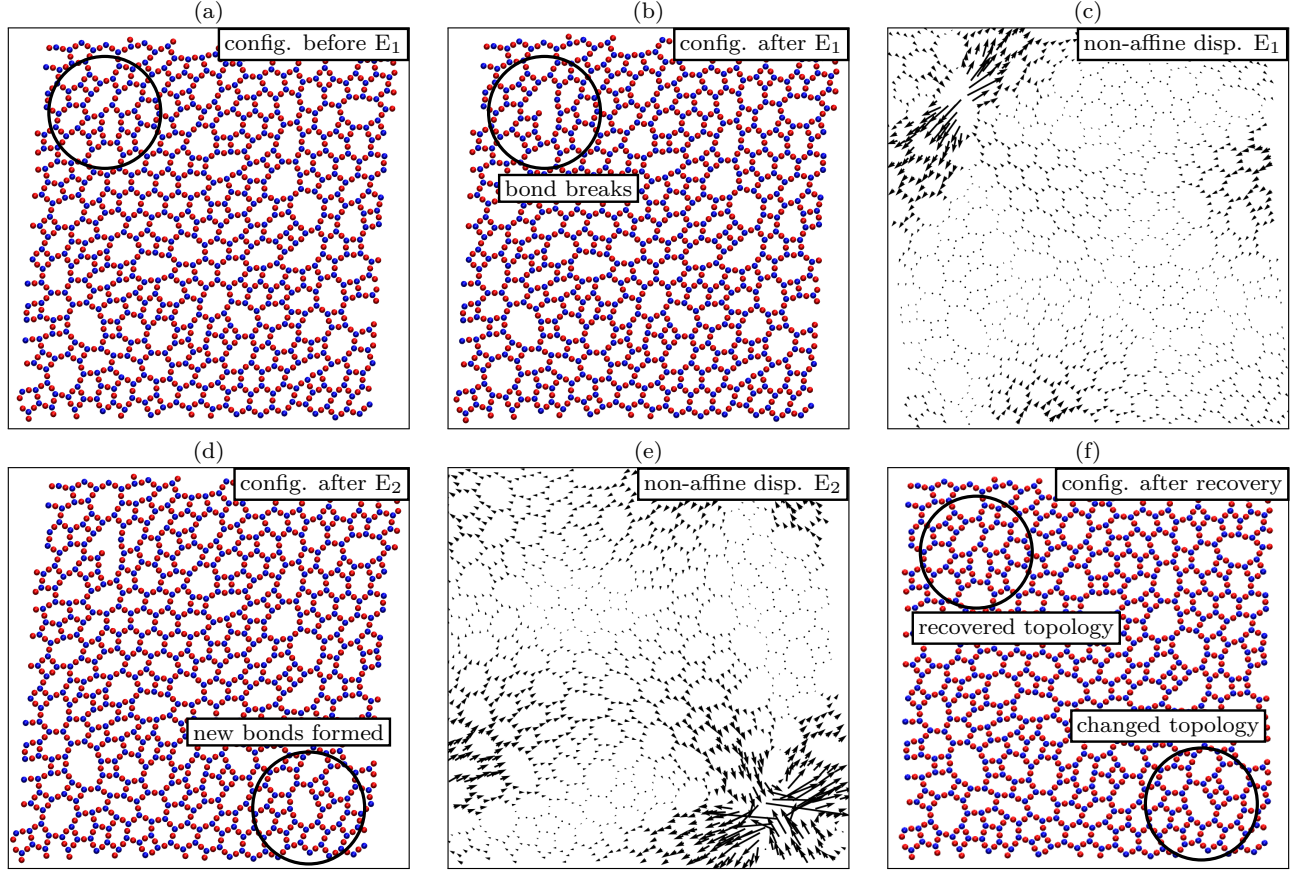 (a)
(b)
(c)
config. before E₁
config. after E₁
non-affine disp. E₁
bond breaks
(d)
(e)
(f)
config. after E₂
non-affine disp. E₂
config. after recovery
recovered topology
new bonds formed
changed topology